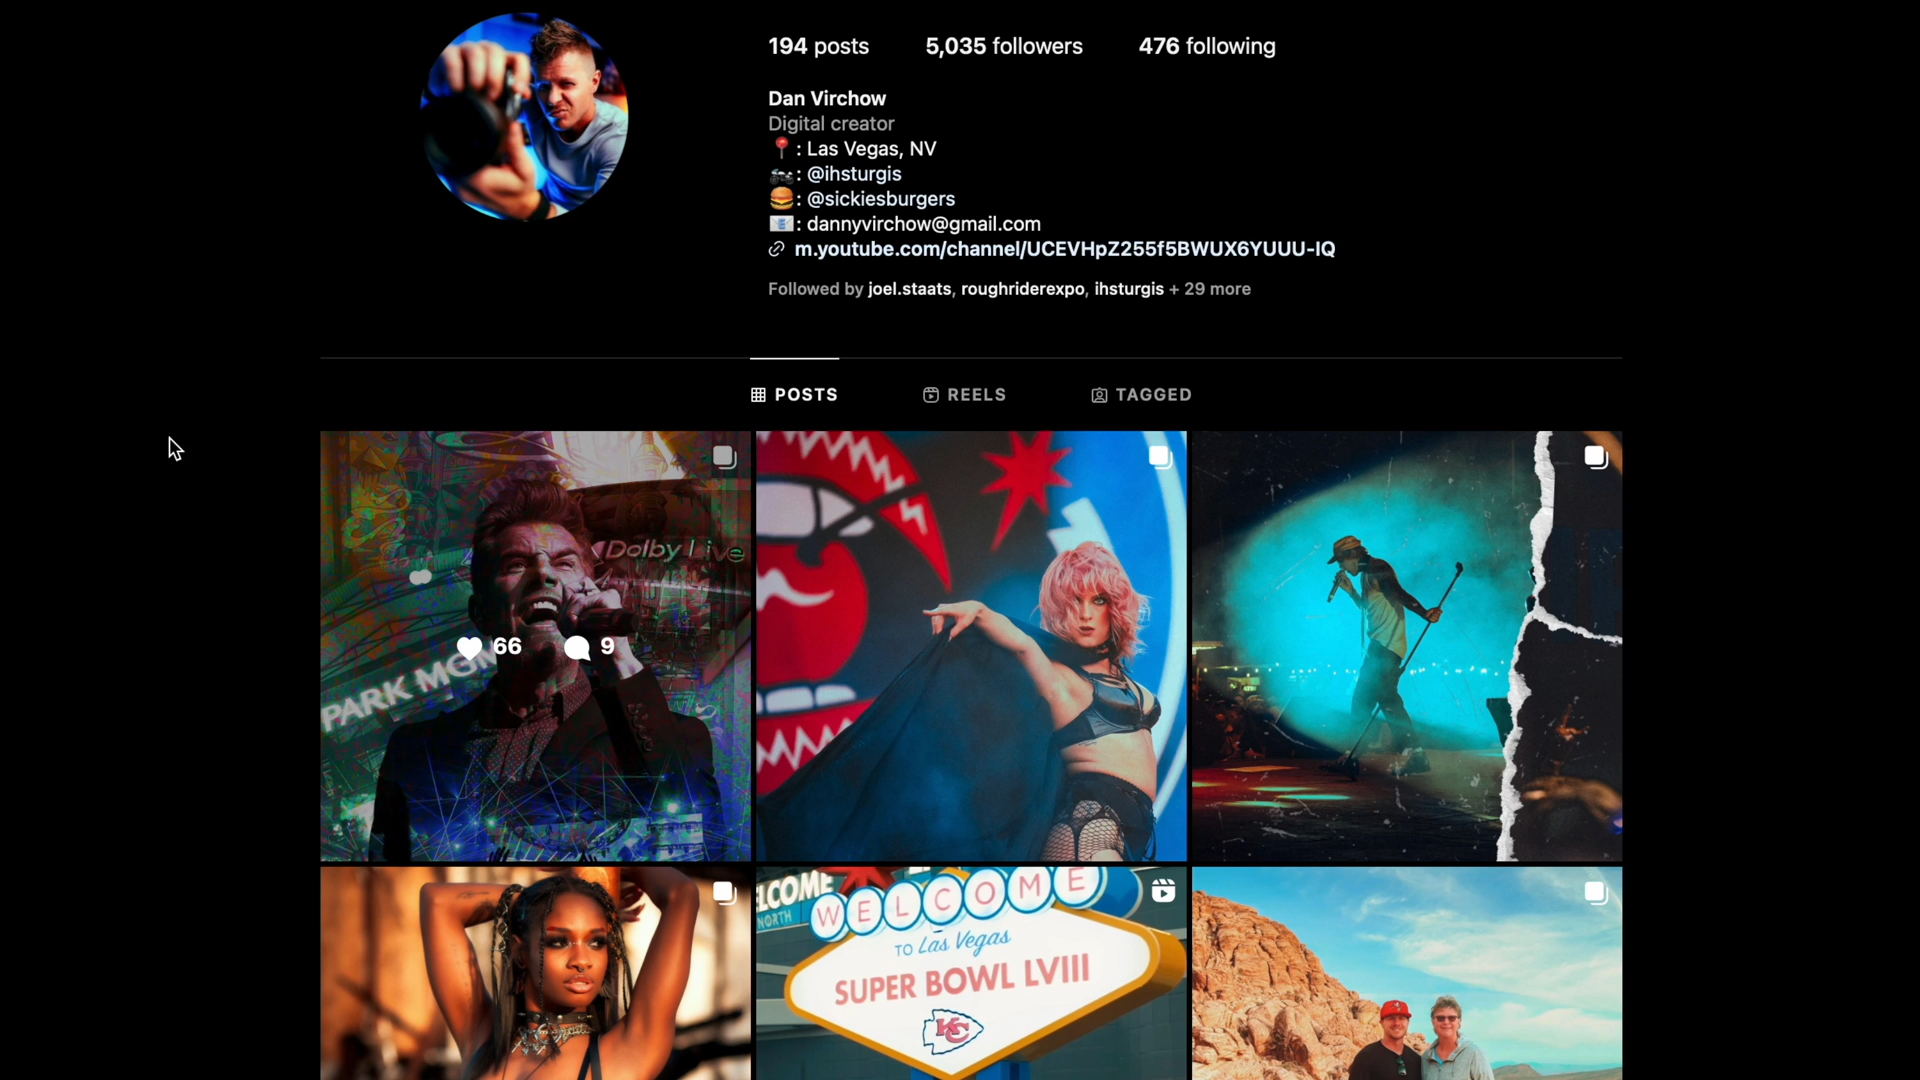 194 posts 5,035 followers 476 following
Dan Virchow
Digital creator
📍: Las Vegas, NV
🏍️: @ihsturgis
🍔: @sickiesburgers
📧: dannyvirchow@gmail.com
m.youtube.com/channel/UCEVHpZ255f5BWUX6YUUU-IQ
Followed by joel.staats, roughriderexpo, ihsturgis + 29 more
POSTS REELS TAGGED
Dolby Live
66 9
PARK MGM
WELCOME
NORTH
WELCOME
TO Las Vegas
SUPER BOWL LVIII
KC